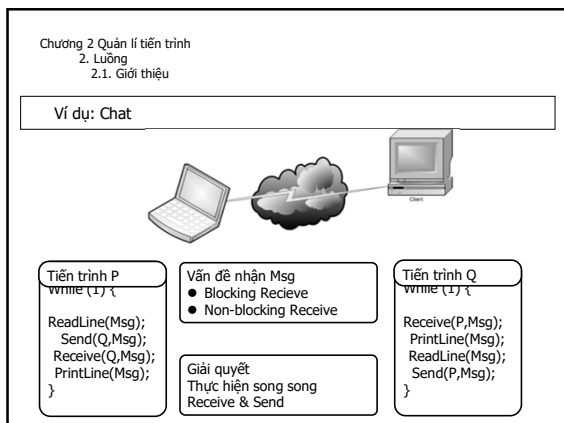 Chương 2 Quản lí tiến trình
2. Luồng
2.1. Giới thiệu
Ví dụ: Chat
Client
Tiến trình P
While (1) {
ReadLine(Msg);
Send(Q,Msg);
Receive(Q,Msg);
PrintLine(Msg);
}
Vấn đề nhận Msg
● Blocking Recieve
● Non-blocking Receive
Giải quyết
Thực hiện song song
Receive & Send
Tiến trình Q
While (1) {
Receive(P,Msg);
PrintLine(Msg);
ReadLine(Msg);
Send(P,Msg);
}